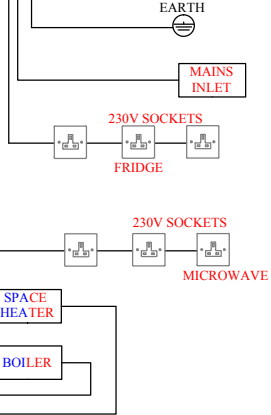 EARTH
MAINS
INLET
230V SOCKETS
FRIDGE
230V SOCKETS
MICROWAVE
SPACE
HEATER
BOILER